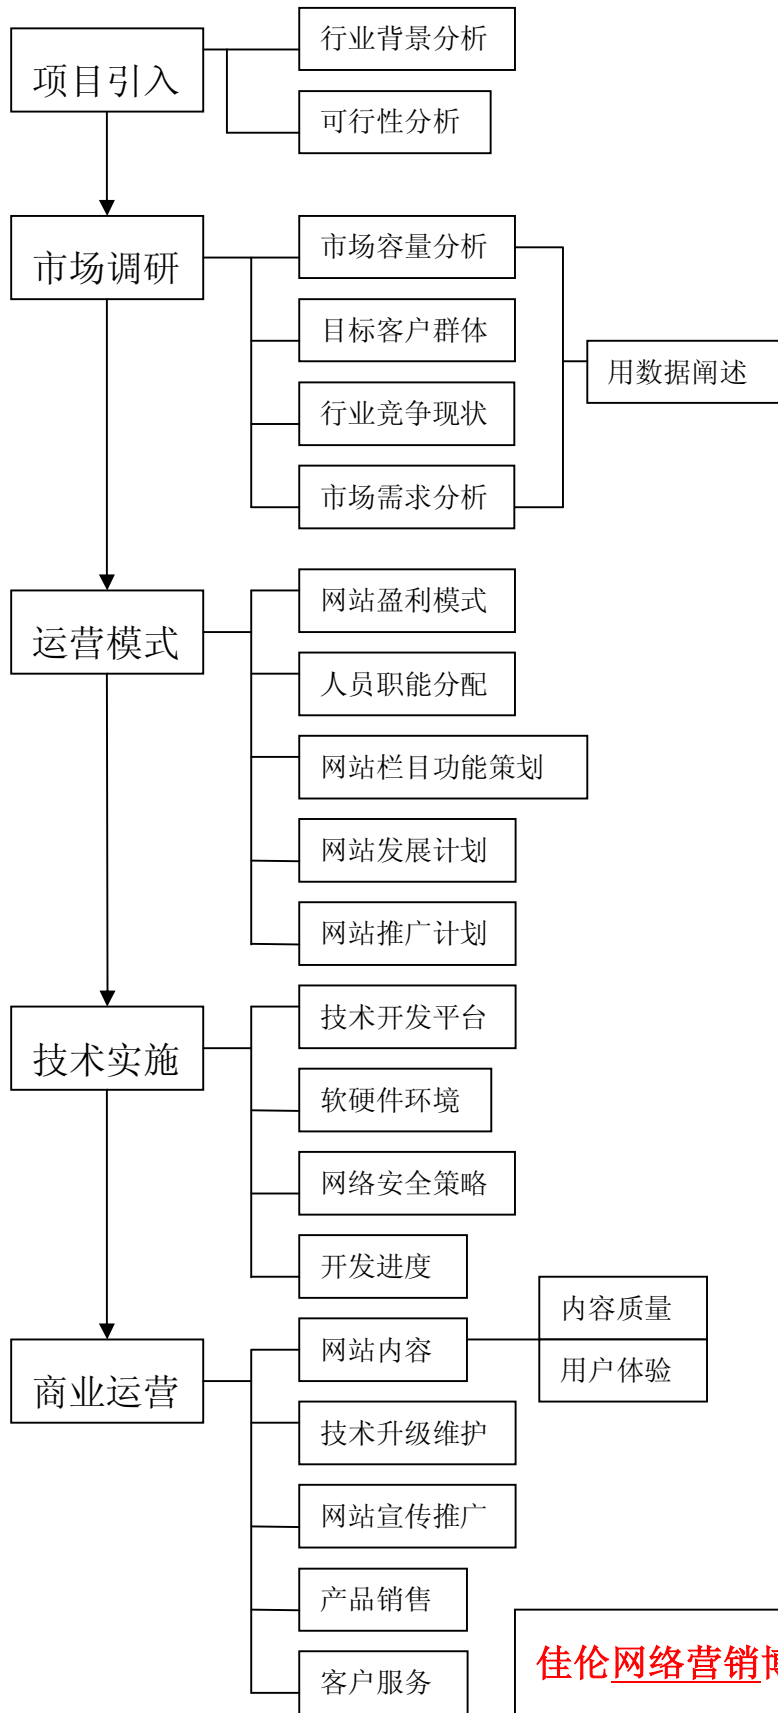 项目引入
行业背景分析
可行性分析
市场调研
市场容量分析
目标客户群体
行业竞争现状
市场需求分析
用数据阐述
运营模式
网站盈利模式
人员职能分配
网站栏目功能策划
网站发展计划
网站推广计划
技术实施
技术开发平台
软硬件环境
网络安全策略
开发进度
商业运营
网站内容
内容质量
用户体验
技术升级维护
网站宣传推广
产品销售
客户服务
佳伦网络营销